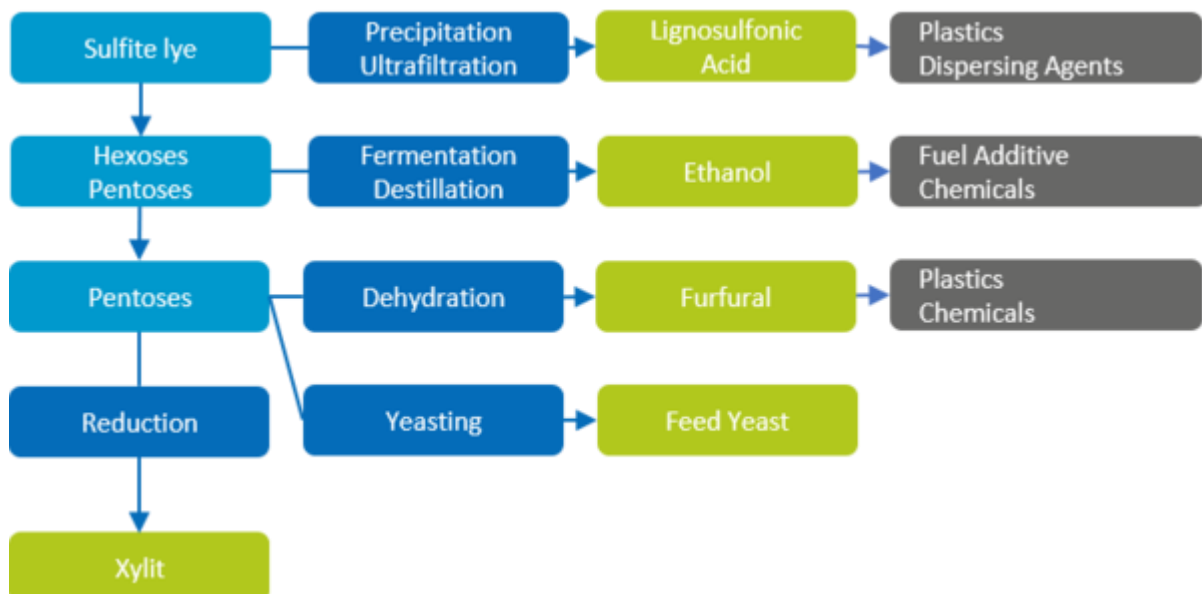 Sulfite lye
Precipitation
Ultrafiltration
Lignosulfonic
Acid
Plastics
Dispersing Agents
Hexoses
Pentoses
Fermentation
Destillation
Ethanol
Fuel Additive
Chemicals
Pentoses
Dehydration
Furfural
Plastics
Chemicals
Reduction
Yeasting
Feed Yeast
Xylit